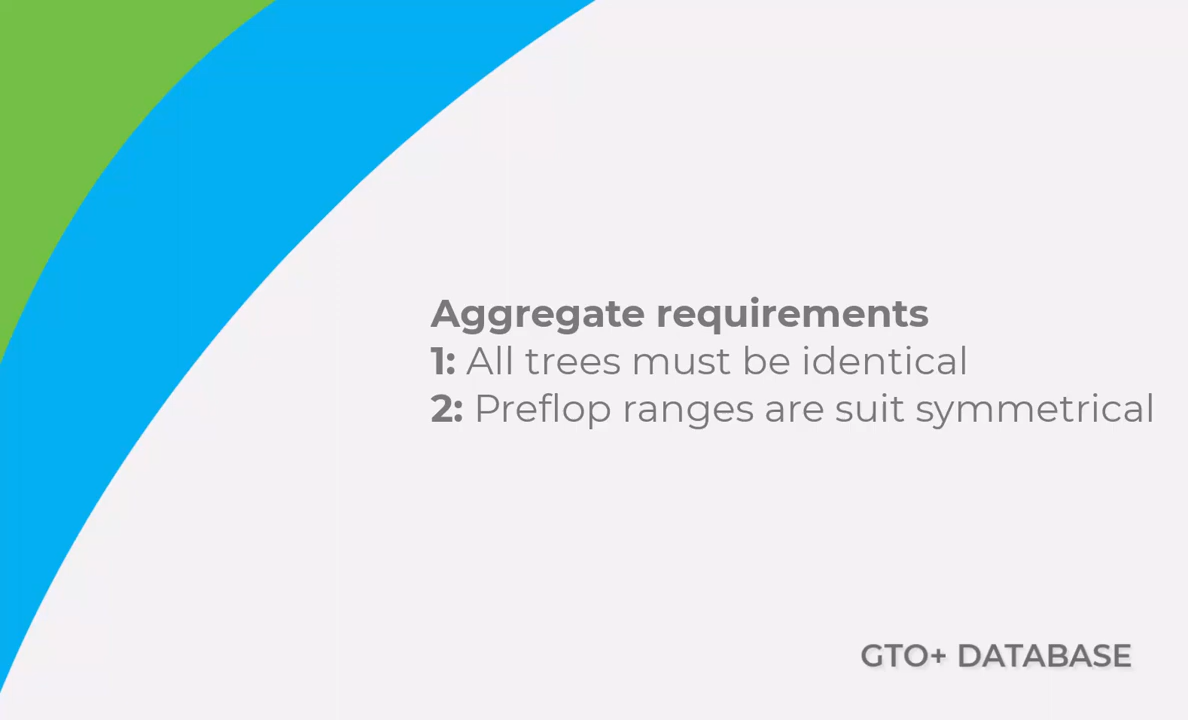 Aggregate requirements
1: All trees must be identical
2: Preflop ranges are suit symmetrical
GTO+ DATABASE